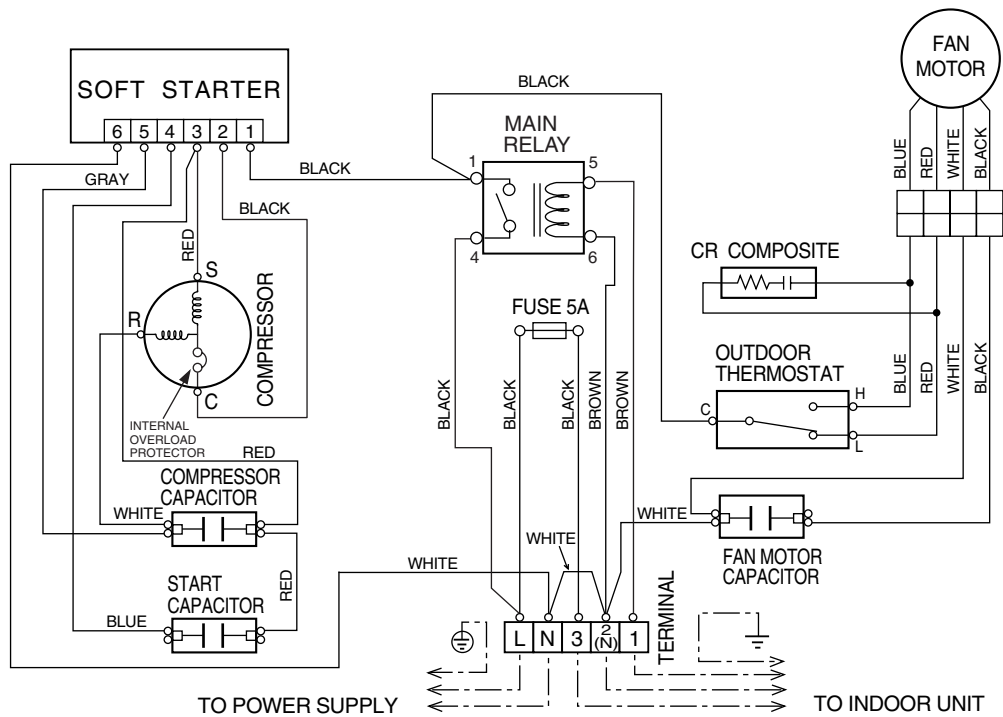 SOFT STARTER
6 5 4 3 2 1
GRAY
BLACK
RED
BLACK
BLACK
MAIN
RELAY
1
5
4
6
FAN
MOTOR
BLUE
RED
WHITE
BLACK
CR COMPOSITE
FUSE 5A
S
R
C
COMPRESSOR
INTERNAL
OVERLOAD
PROTECTOR
RED
COMPRESSOR
CAPACITOR
WHITE
START
CAPACITOR
BLUE
RED
BLACK
BLACK
BLACK
BROWN
BROWN
OUTDOOR
THERMOSTAT
C
H
L
BLUE
RED
WHITE
BLACK
WHITE
WHITE
WHITE
FAN MOTOR
CAPACITOR
L N 3 2 1
(N)
TERMINAL
TO POWER SUPPLY
TO INDOOR UNIT